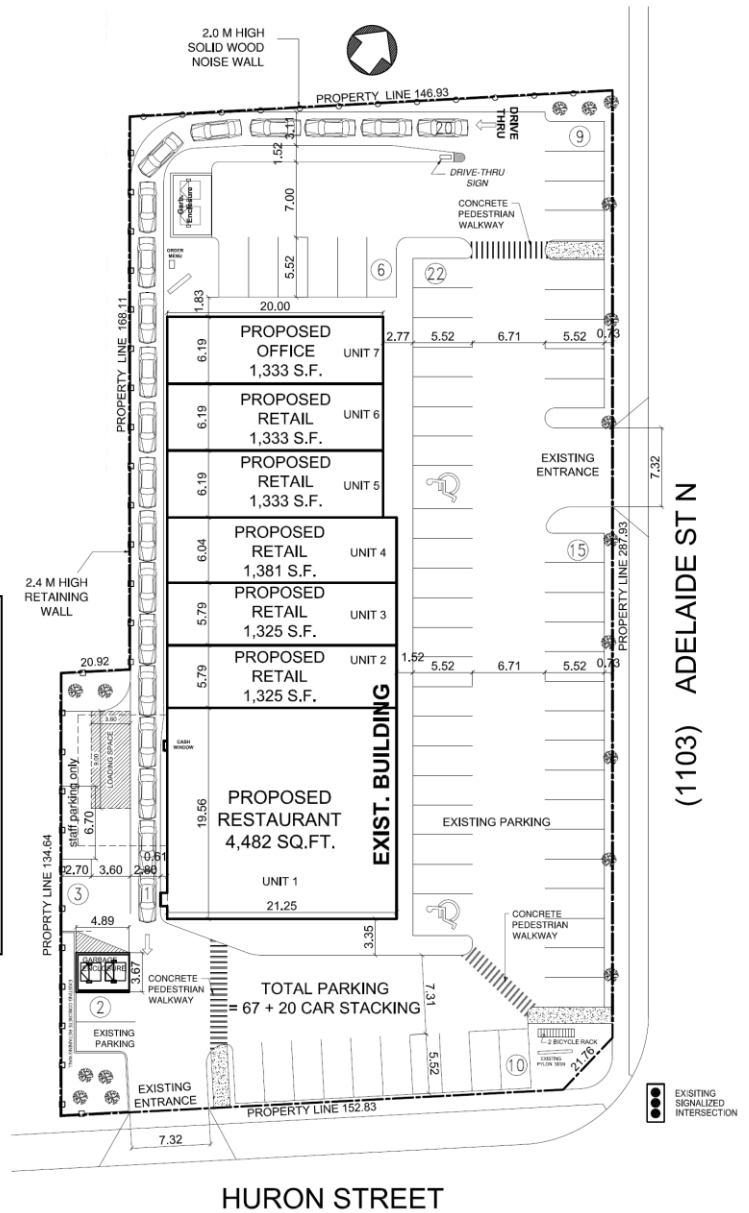 2.0 M HIGH
SOLID WOOD
NOISE WALL
PROPERTY LINE 146.93
DRIVE
THRU
20
3.11
1.52
9
DRIVE-THRU
SIGN
Garb.
Enclosure
7.00
CONCRETE
PEDESTRIAN
WALKWAY
ORDER
MENU
5.52
6
22
1.83
20.00
PROPERTY LINE 168.11
6.19
PROPOSED
OFFICE
1,333 S.F.
UNIT 7
2.77
5.52
6.71
5.52
0.73
6.19
PROPOSED
RETAIL
1,333 S.F.
UNIT 6
6.19
PROPOSED
RETAIL
1,333 S.F.
UNIT 5
EXISTING
ENTRANCE
7.32
6.04
PROPOSED
RETAIL
1,381 S.F.
UNIT 4
15
2.4 M HIGH
RETAINING
WALL
5.79
PROPOSED
RETAIL
1,325 S.F.
UNIT 3
PROPERTY LINE 287.93
(1103) ADELAIDE ST N
20.92
5.79
PROPOSED
RETAIL
1,325 S.F.
UNIT 2
1.52
5.52
6.71
5.52
0.73
3.60
9.00
LOADING SPACE
staff parking only
CASH
WINDOW
EXIST. BUILDING
19.56
PROPOSED
RESTAURANT
4,482 SQ.FT.
UNIT 1
21.25
EXISTING PARKING
6.70
0.61
2.70
3.60
2.80
PROPRTY LINE 134.64
3
1
4.89
3.35
CONCRETE
PEDESTRIAN
WALKWAY
GARBAGE
ENCLOSURE
3.67
CONCRETE
PEDESTRIAN
WALKWAY
TOTAL PARKING
= 67 + 20 CAR STACKING
7.31
2
EXISTING
PARKING
5.52
10
2 BICYCLE RACK
EXISTING
PYLON SIGN
21.76
EXISTING
ENTRANCE
PROPERTY LINE 152.83
7.32
EXISITING
SIGNALIZED
INTERSECTION
HURON STREET